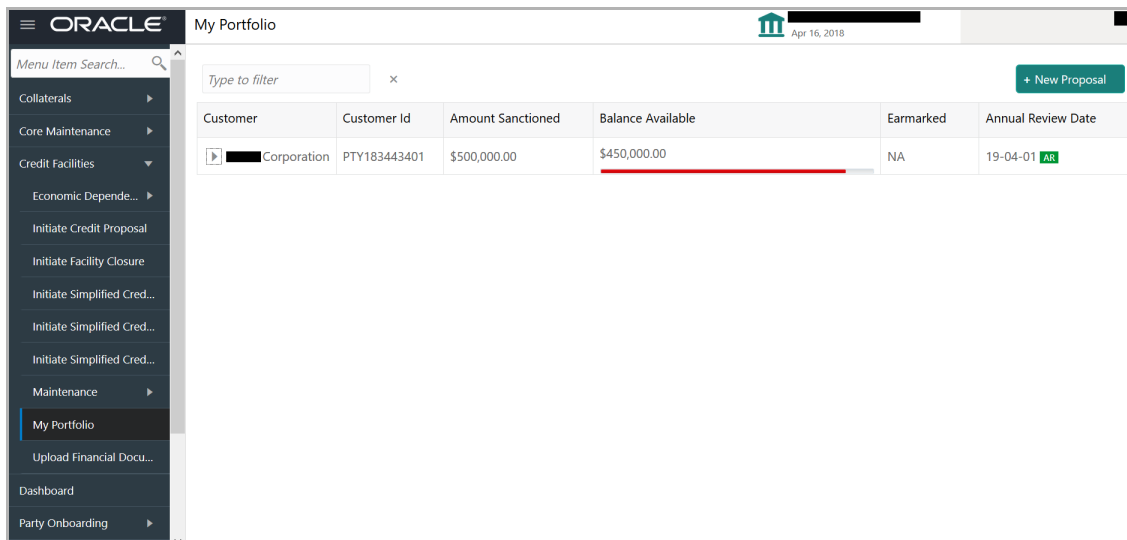 ORACLE®
My Portfolio
Apr 16, 2018
Menu Item Search...
Type to filter
+ New Proposal
Collaterals
Core Maintenance
Credit Facilities
Economic Depende...
Initiate Credit Proposal
Initiate Facility Closure
Initiate Simplified Cred...
Initiate Simplified Cred...
Initiate Simplified Cred...
Maintenance
My Portfolio
Upload Financial Docu...
Dashboard
Party Onboarding
Customer Customer Id Amount Sanctioned Balance Available Earmarked Annual Review Date
Corporation PTY183443401 $500,000.00 $450,000.00 NA 19-04-01 AR